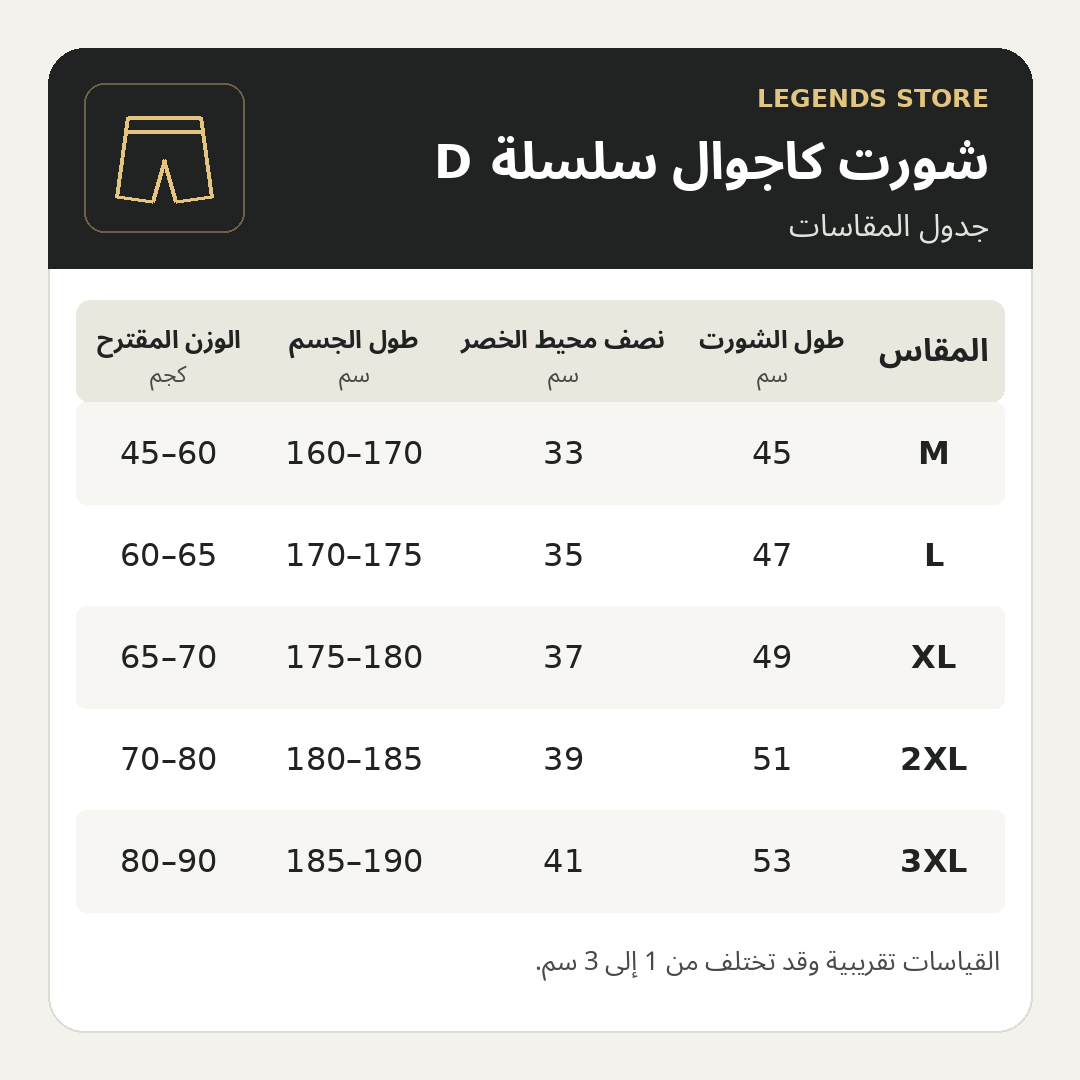 LEGENDS STORE
شورت كاجوال سلسلة D
جدول المقاسات
المقاس طول الشورت نصف محيط الخصر طول الجسم الوزن المقترح
سم سم سم كجم
M 45 33 160–170 45–60
L 47 35 170–175 60–65
XL 49 37 175–180 65–70
2XL 51 39 180–185 70–80
3XL 53 41 185–190 80–90
القياسات تقريبية وقد تختلف من 1 إلى 3 سم.